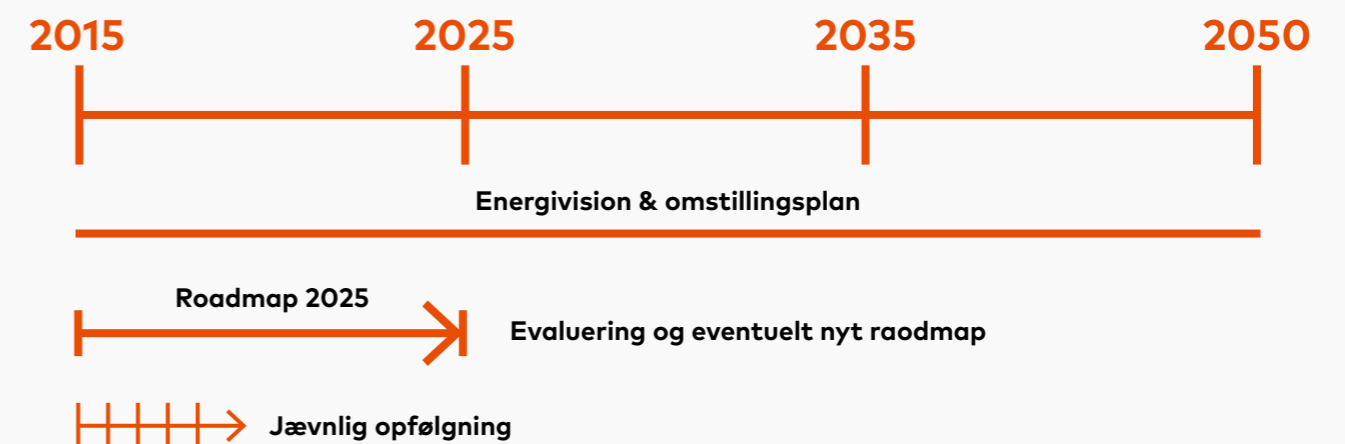 2015 2025 2035 2050
Energivision & omstillingsplan
Roadmap 2025
Evaluering og eventuelt nyt raodmap
Jævnlig opfølgning